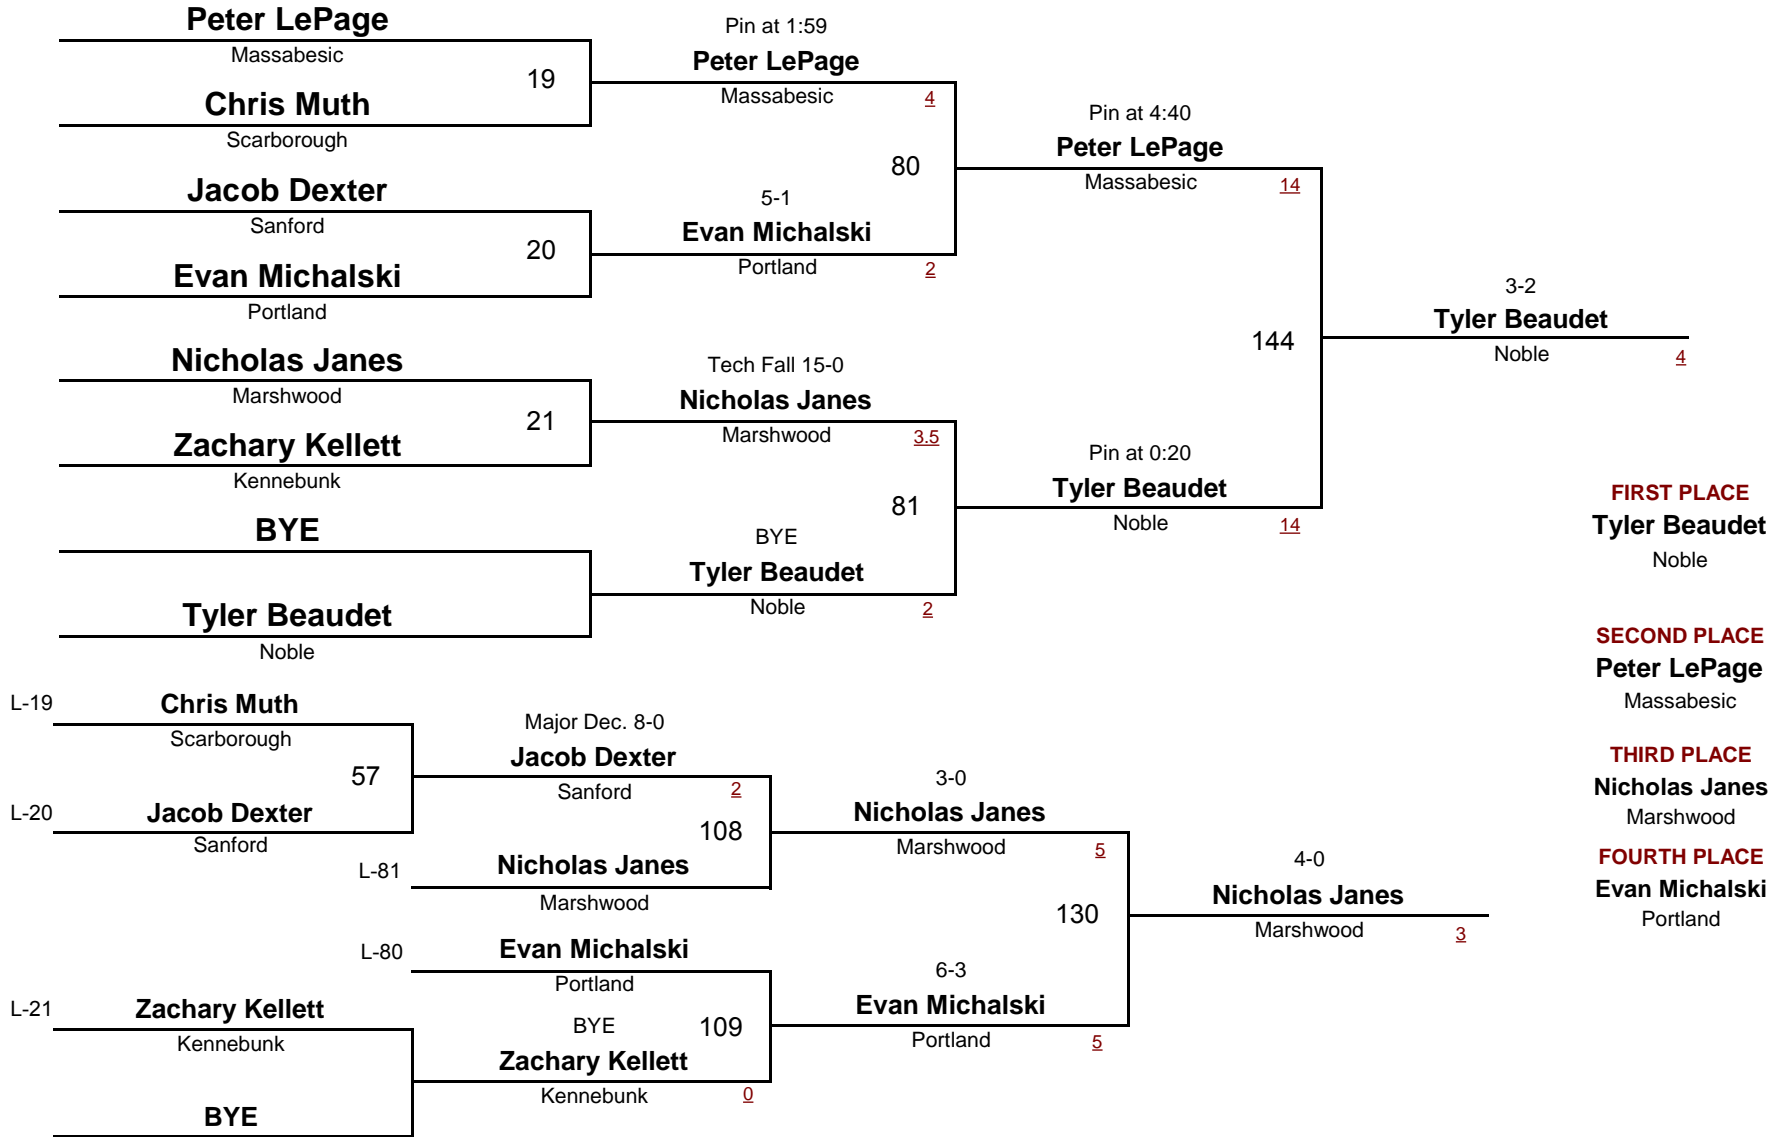 Peter LePage
Massabesic
19
Chris Muth
Scarborough
Jacob Dexter
Sanford
20
Evan Michalski
Portland
Nicholas Janes
Marshwood
21
Zachary Kellett
Kennebunk
BYE
Tyler Beaudet
Noble
Pin at 1:59
Peter LePage
Massabesic
4
80
5-1
Evan Michalski
Portland
2
Tech Fall 15-0
Nicholas Janes
Marshwood
3.5
81
BYE
Tyler Beaudet
Noble
2
Pin at 4:40
Peter LePage
Massabesic
14
144
Pin at 0:20
Tyler Beaudet
Noble
14
3-2
Tyler Beaudet
Noble
4
L-19
Chris Muth
Scarborough
57
L-20
Jacob Dexter
Sanford
Major Dec. 8-0
Jacob Dexter
Sanford
2
108
L-81
Nicholas Janes
Marshwood
L-80
Evan Michalski
Portland
L-21
Zachary Kellett
Kennebunk
BYE
BYE
109
Zachary Kellett
Kennebunk
0
3-0
Nicholas Janes
Marshwood
5
130
6-3
Evan Michalski
Portland
5
4-0
Nicholas Janes
Marshwood
3
FIRST PLACE
Tyler Beaudet
Noble
SECOND PLACE
Peter LePage
Massabesic
THIRD PLACE
Nicholas Janes
Marshwood
FOURTH PLACE
Evan Michalski
Portland